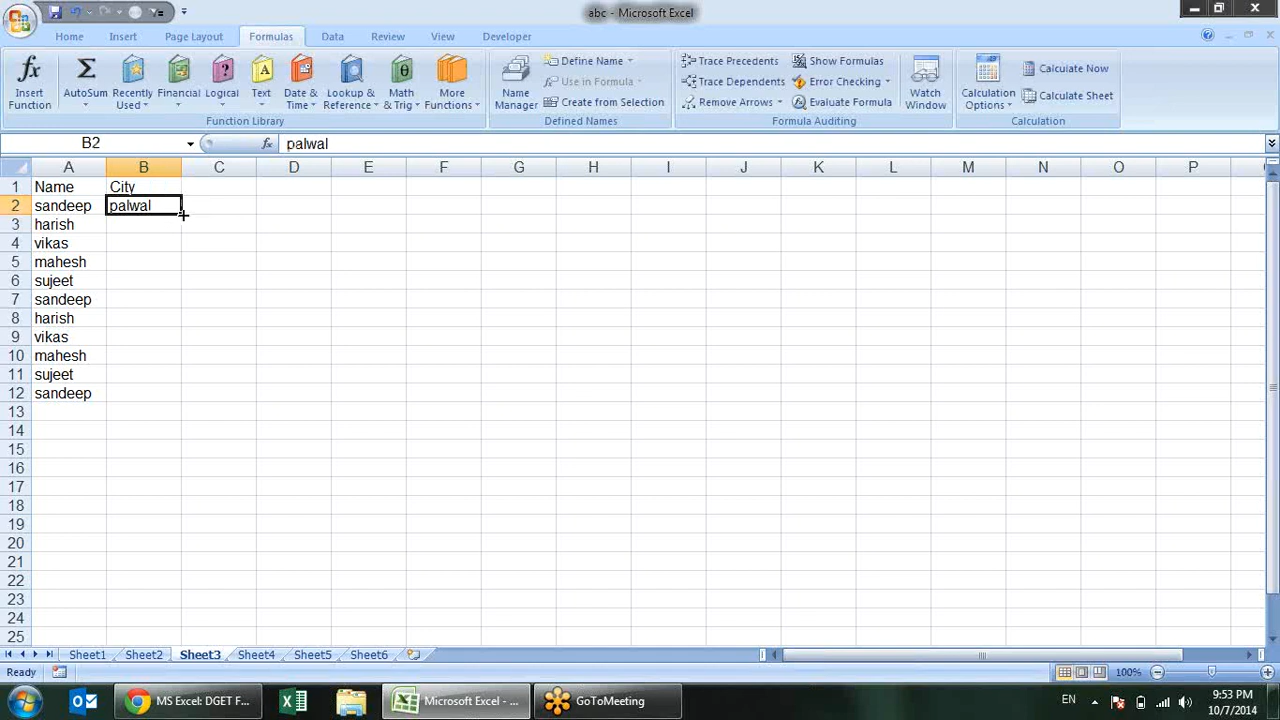 abc - Microsoft Excel
Home Insert Page Layout Formulas Data Review View Developer
Insert Function
AutoSum
Recently Used
Financial
Logical
Text
Date & Time
Lookup & Reference
Math & Trig
More Functions
Function Library
Name Manager
Define Name
Use in Formula
Create from Selection
Defined Names
Trace Precedents
Trace Dependents
Remove Arrows
Show Formulas
Error Checking
Evaluate Formula
Formula Auditing
Watch Window
Calculation Options
Calculate Now
Calculate Sheet
Calculation
B2 fx palwal
A B C D E F G H I J K L M N O P
1 Name City
2 sandeep palwal
3 harish
4 vikas
5 mahesh
6 sujeet
7 sandeep
8 harish
9 vikas
10 mahesh
11 sujeet
12 sandeep
13
14
15
16
17
18
19
20
21
22
23
24
25
Sheet1 Sheet2 Sheet3 Sheet4 Sheet5 Sheet6
Ready 100%
MS Excel: DGET F... Microsoft Excel - ... GoToMeeting EN 9:53 PM
10/7/2014